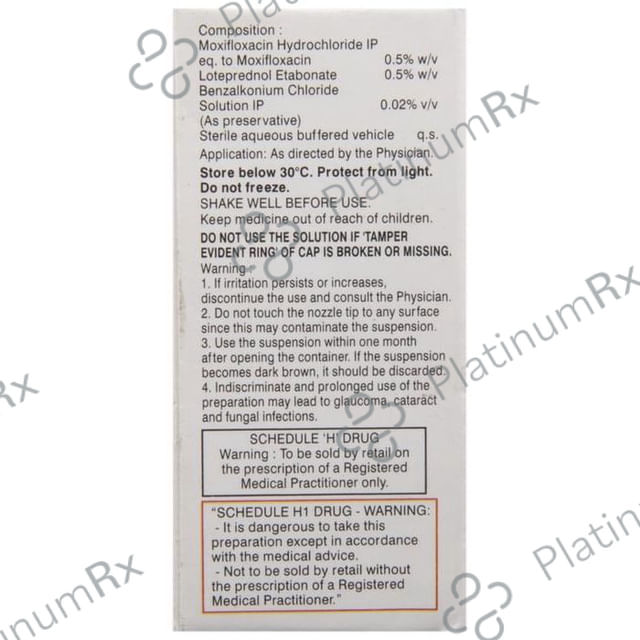 Composition :
Moxifloxacin Hydrochloride IP
eq. to Moxifloxacin 0.5% w/v
Loteprednol Etabonate 0.5% w/v
Benzalkonium Chloride
Solution IP 0.02% v/v
(As preservative)
Sterile aqueous buffered vehicle q.s.
Application: As directed by the Physician.
Store below 30°C. Protect from light.
Do not freeze.
SHAKE WELL BEFORE USE.
Keep medicine out of reach of children.
DO NOT USE THE SOLUTION IF 'TAMPER
EVIDENT RING' OF CAP IS BROKEN OR MISSING.
Warning-
1. If irritation persists or increases,
discontinue the use and consult the Physician.
2. Do not touch the nozzle tip to any surface
since this may contaminate the suspension.
3. Use the suspension within one month
after opening the container. If the suspension
becomes dark brown, it should be discarded
4. Indiscriminate and prolonged use of the
preparation may lead to glaucoma, cataract
and fungal infections.
SCHEDULE 'H' DRUG
Warning : To be sold by retail on
the prescription of a Registered
Medical Practitioner only.
"SCHEDULE H1 DRUG - WARNING:
- It is dangerous to take this
preparation except in accordance
with the medical advice.
- Not to be sold by retail without
the prescription of a Registered
Medical Practitioner."
PlatinumRx
PlatinumRx
PlatinumRx
Rx
PlatinumRx
Platinum